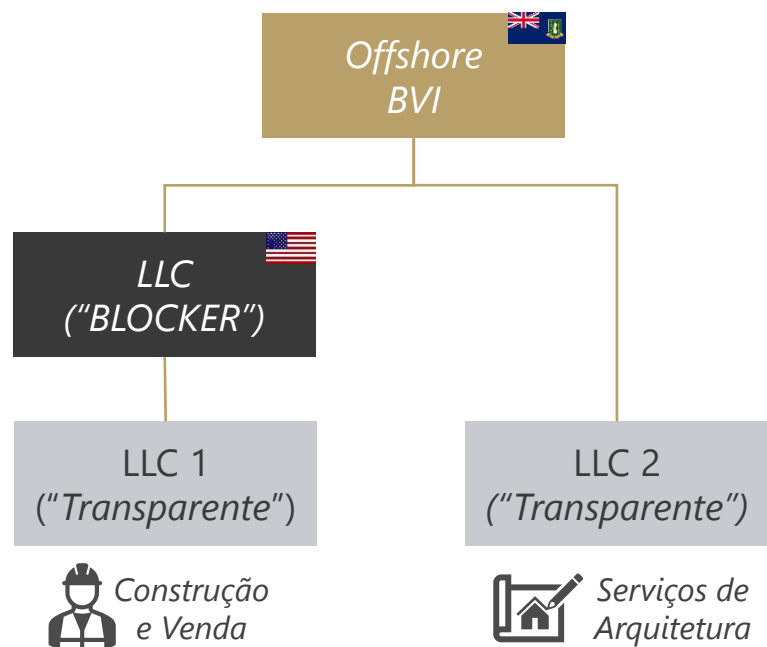 Offshore
BVI
LLC
(“BLOCKER”)
LLC 1
(“Transparente”)
LLC 2
(“Transparente”)
Construção
e Venda
Serviços de
Arquitetura